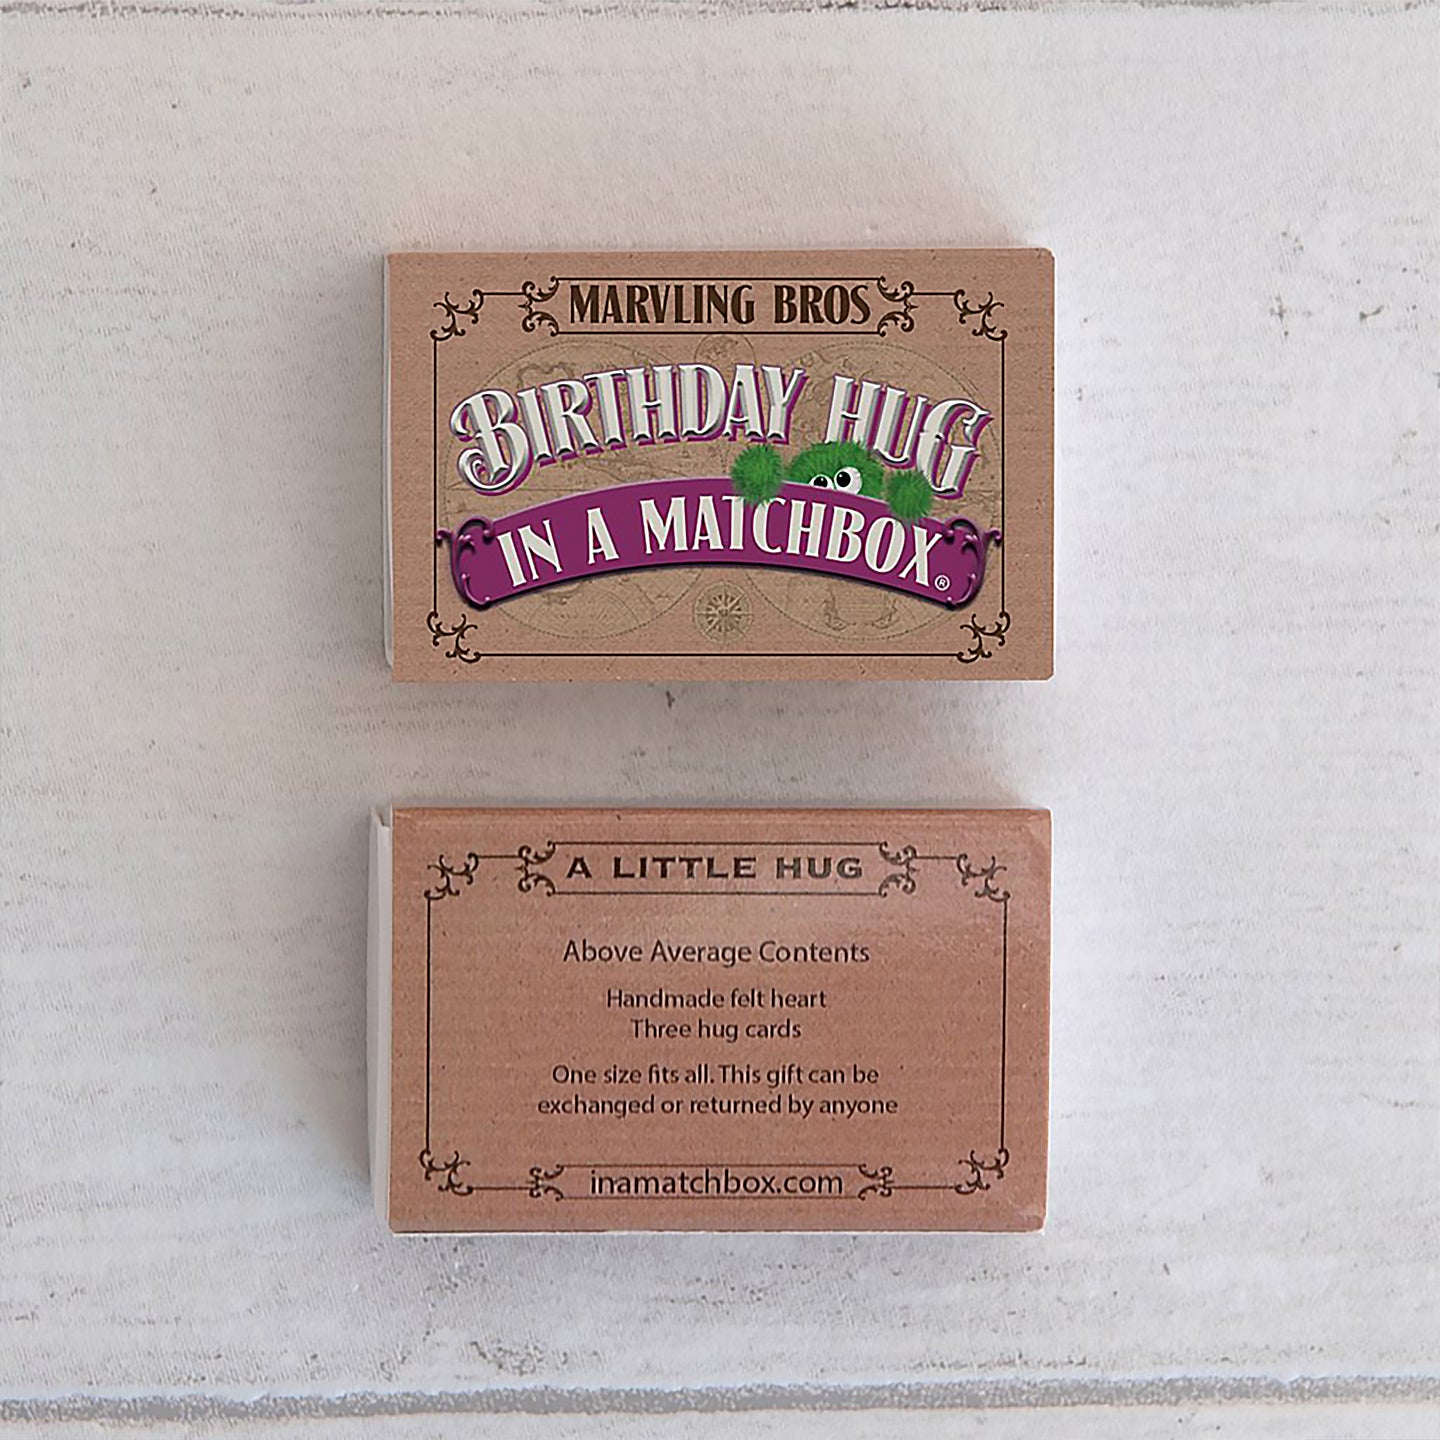 MARVLING BROS
BIRTHDAY HUG
IN A MATCHBOX®
A LITTLE HUG
Above Average Contents
Handmade felt heart
Three hug cards
One size fits all. This gift can be
exchanged or returned by anyone
inamatchbox.com